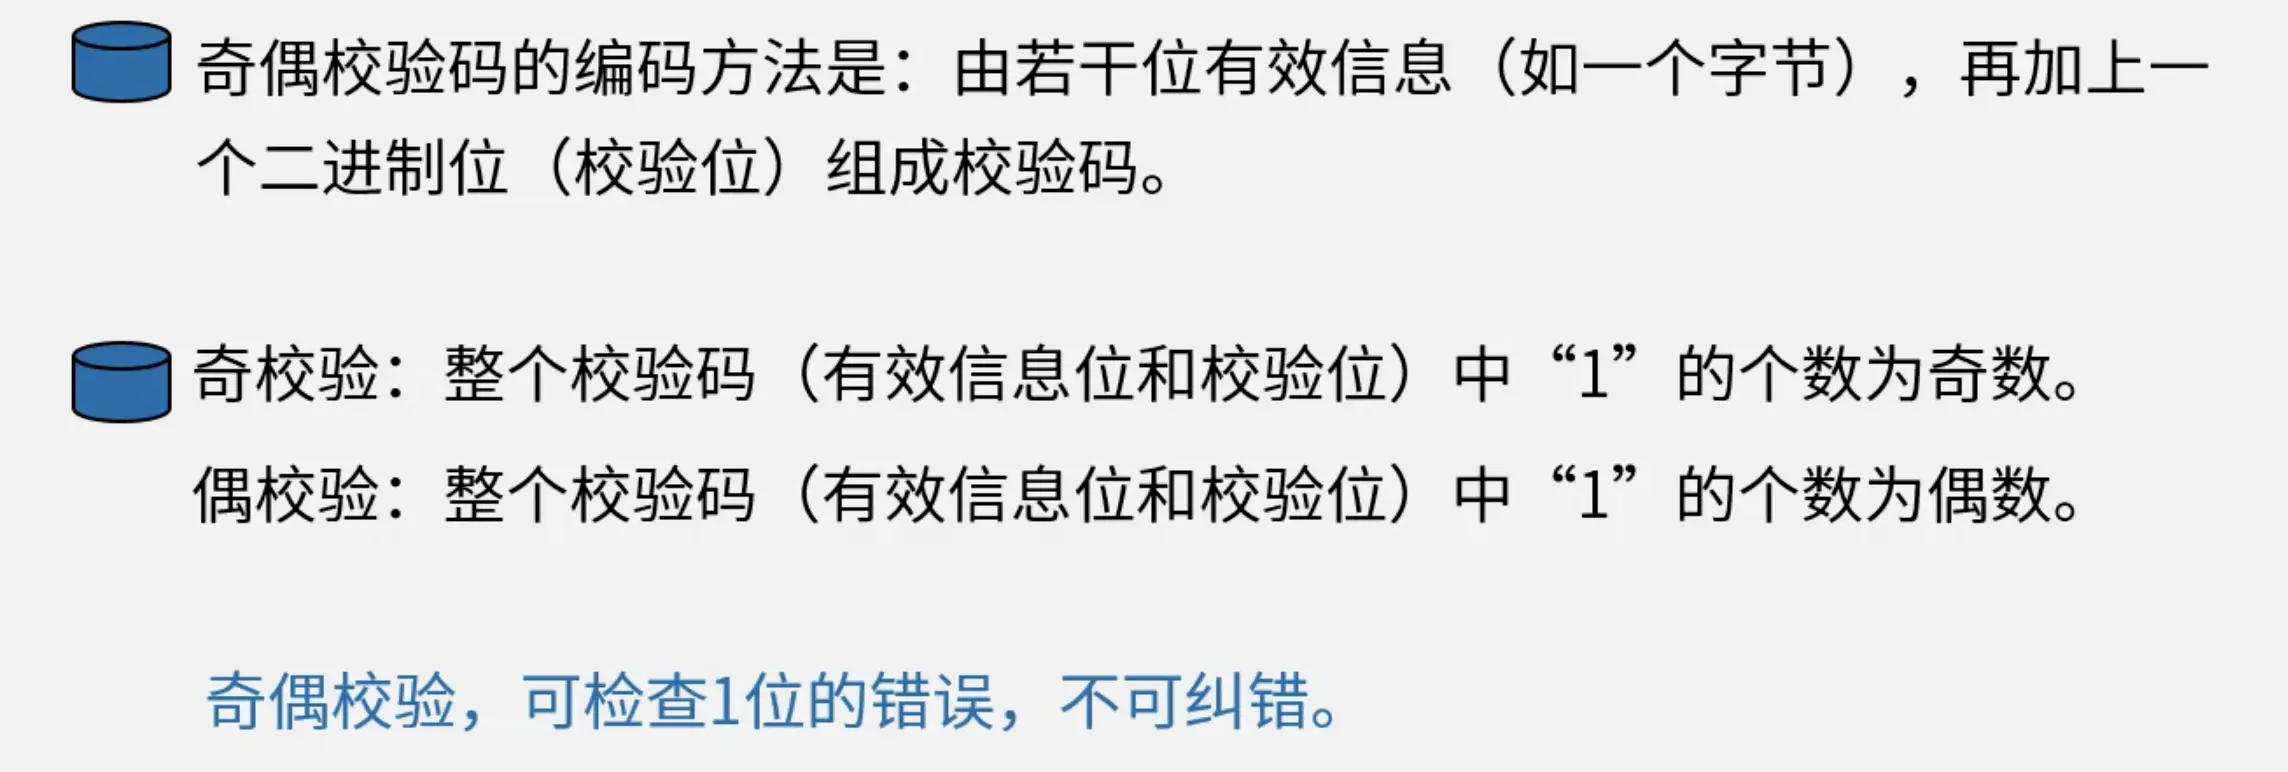 奇偶校验码的编码方法是：由若干位有效信息（如一个字节），再加上一
个二进制位（校验位）组成校验码。
奇校验：整个校验码（有效信息位和校验位）中“1”的个数为奇数。
偶校验：整个校验码（有效信息位和校验位）中“1”的个数为偶数。
奇偶校验，可检查1位的错误，不可纠错。